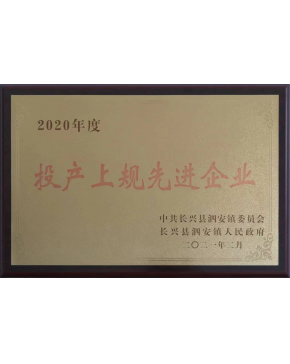 2020年度
投产上规先进企业
中共长兴县泗安镇委员会
长兴县泗安镇人民政府
二〇二一年二月